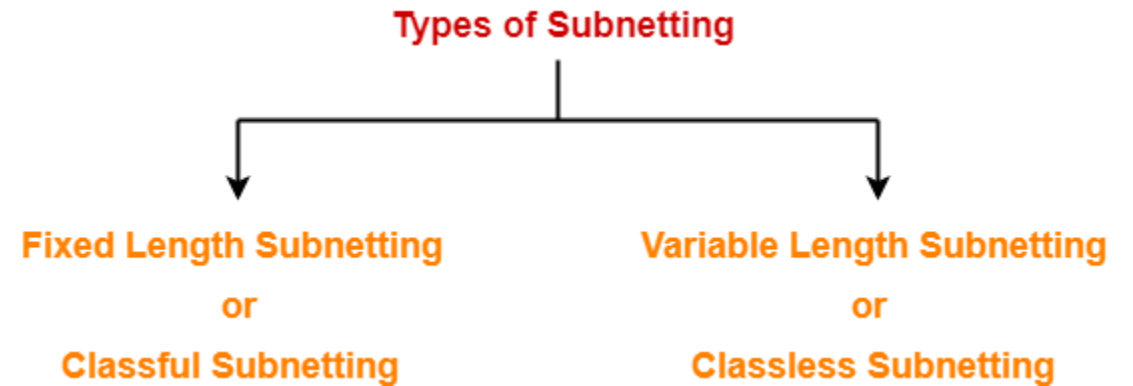 Types of Subnetting
Fixed Length Subnetting
or
Classful Subnetting
Variable Length Subnetting
or
Classless Subnetting